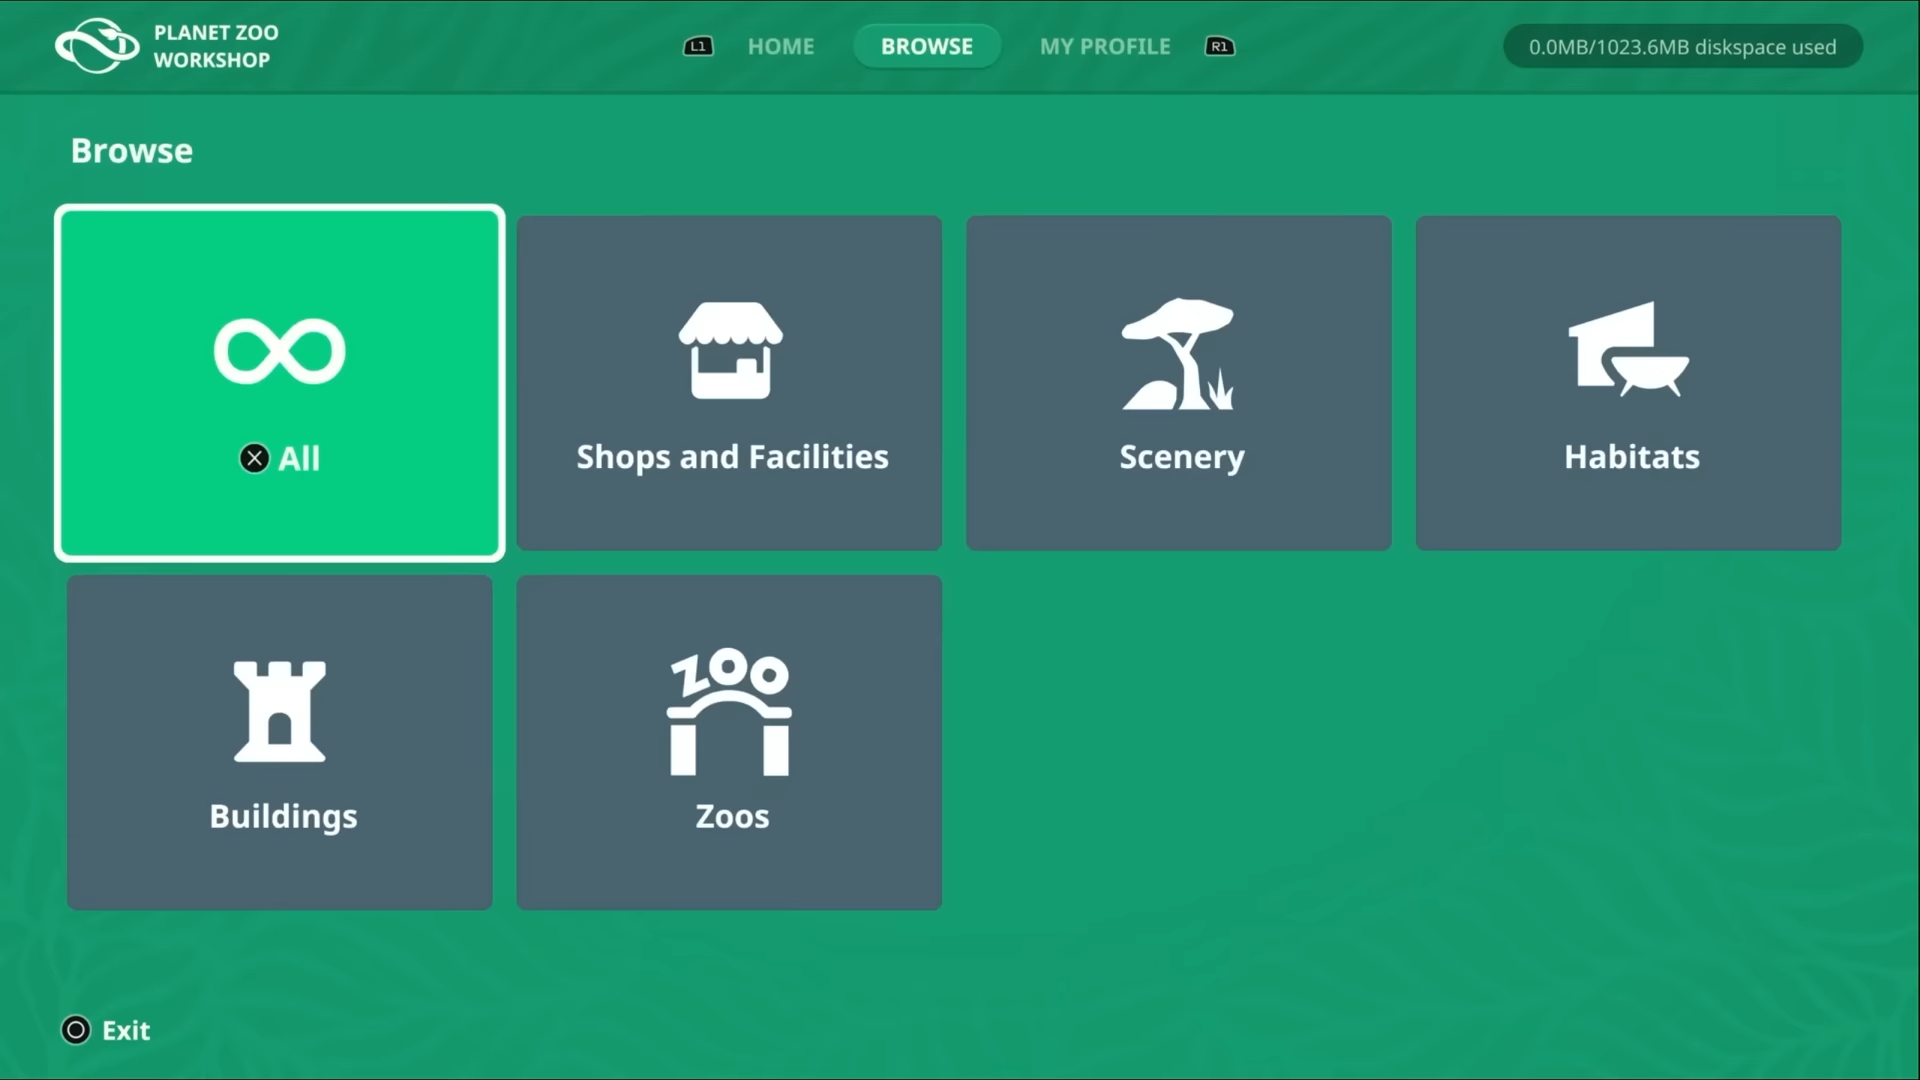 PLANET ZOO
WORKSHOP
L1 HOME BROWSE MY PROFILE R1
0.0MB/1023.6MB diskspace used
Browse
All
Shops and Facilities
Scenery
Habitats
ZOO
Buildings
Zoos
Exit